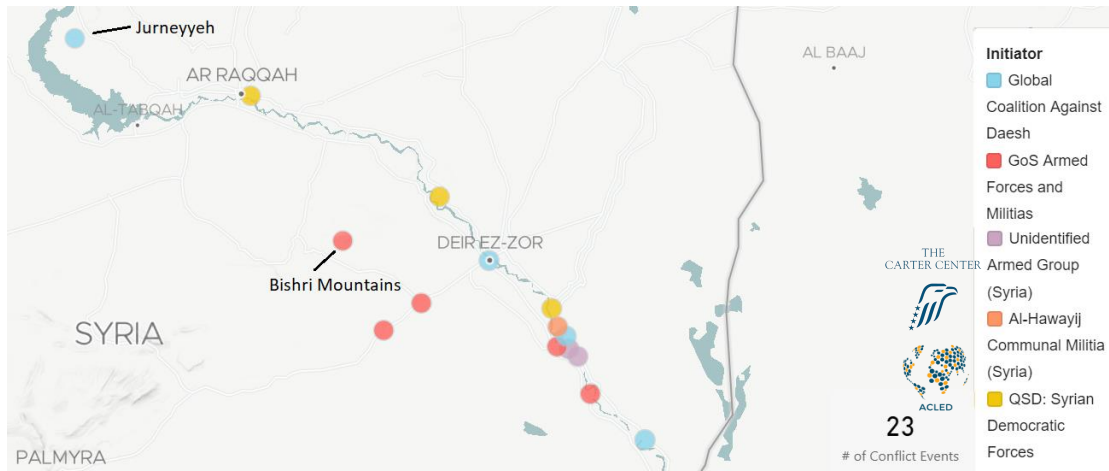 Jurneyyeh
AR RAQQAH
AL-TABQAH
AL BAAJ
DEIR EZ-ZOR
Bishri Mountains
SYRIA
PALMYRA
THE
CARTER CENTER
ACLED
23
# of Conflict Events
Initiator
Global
Coalition Against
Daesh
GoS Armed
Forces and
Militias
Unidentified
Armed Group
(Syria)
Al-Hawayij
Communal Militia
(Syria)
QSD: Syrian
Democratic
Forces